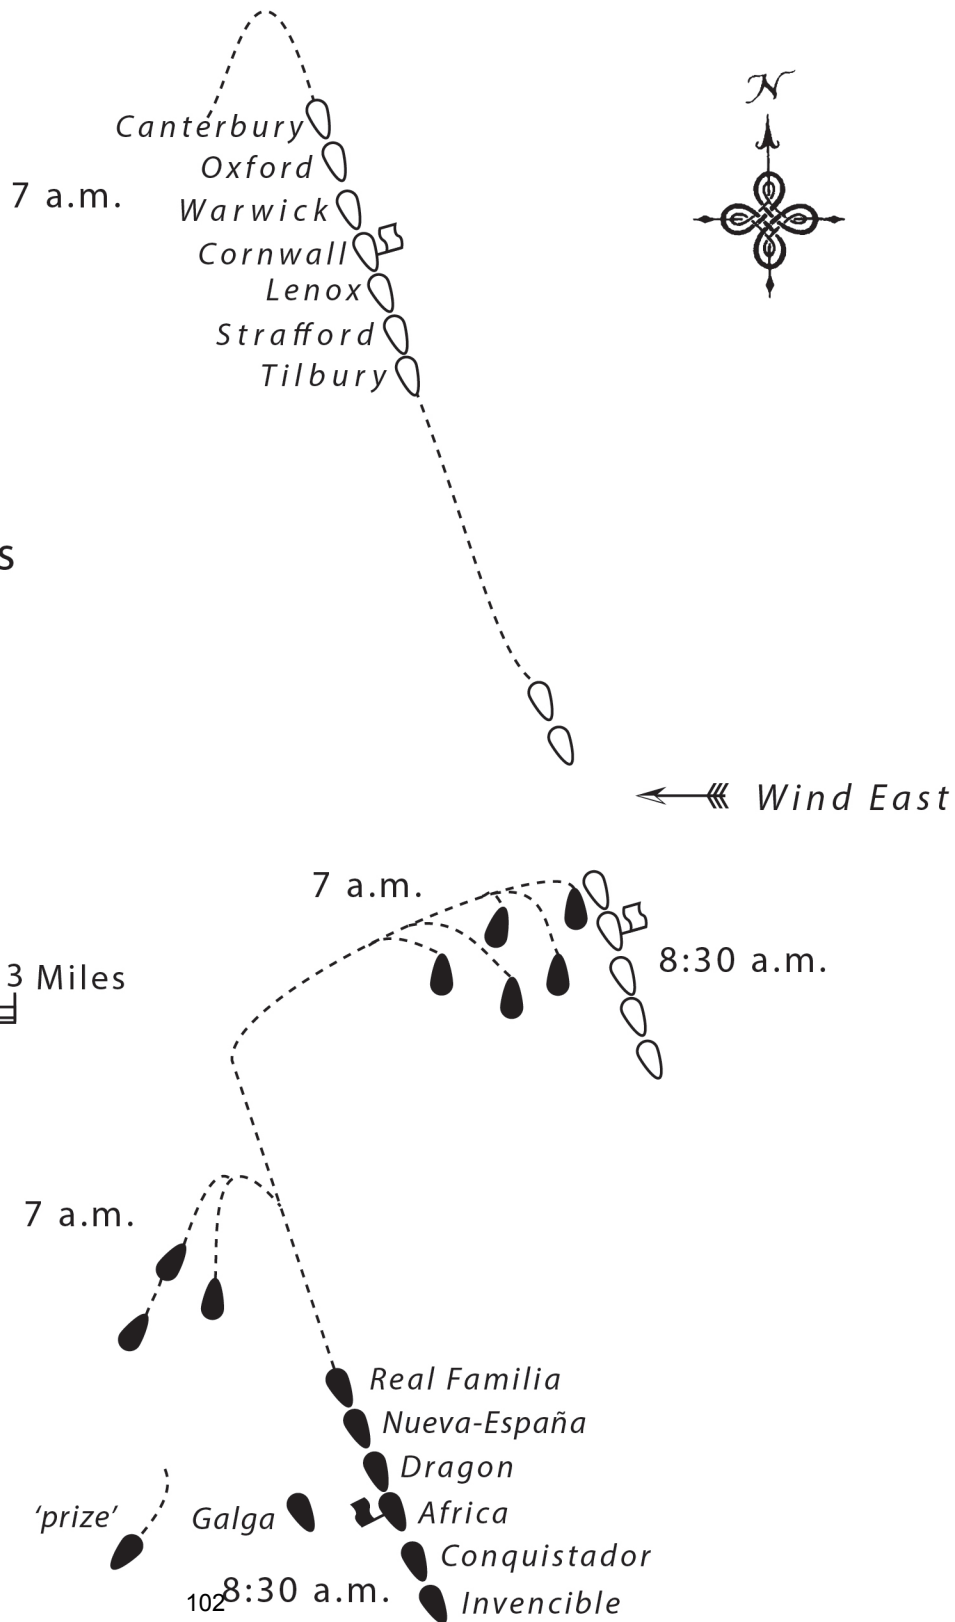 N
Canterbury
Oxford
7 a.m.
Warwick
Cornwall
Lenox
Strafford
Tilbury
s
Wind East
7 a.m.
8:30 a.m.
3 Miles
7 a.m.
Real Familia
Nueva-España
Dragon
'prize'
Galga
Africa
Conquistador
8:30 a.m.
102
Invencible